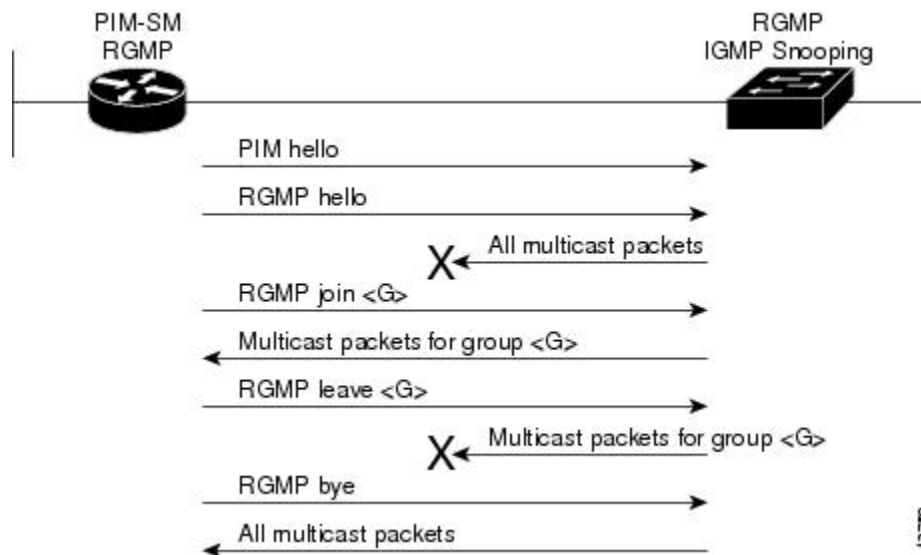 PIM-SM
RGMP
RGMP
IGMP Snooping
PIM hello
RGMP hello
All multicast packets
X
RGMP join <G>
Multicast packets for group <G>
RGMP leave <G>
Multicast packets for group <G>
X
RGMP bye
All multicast packets